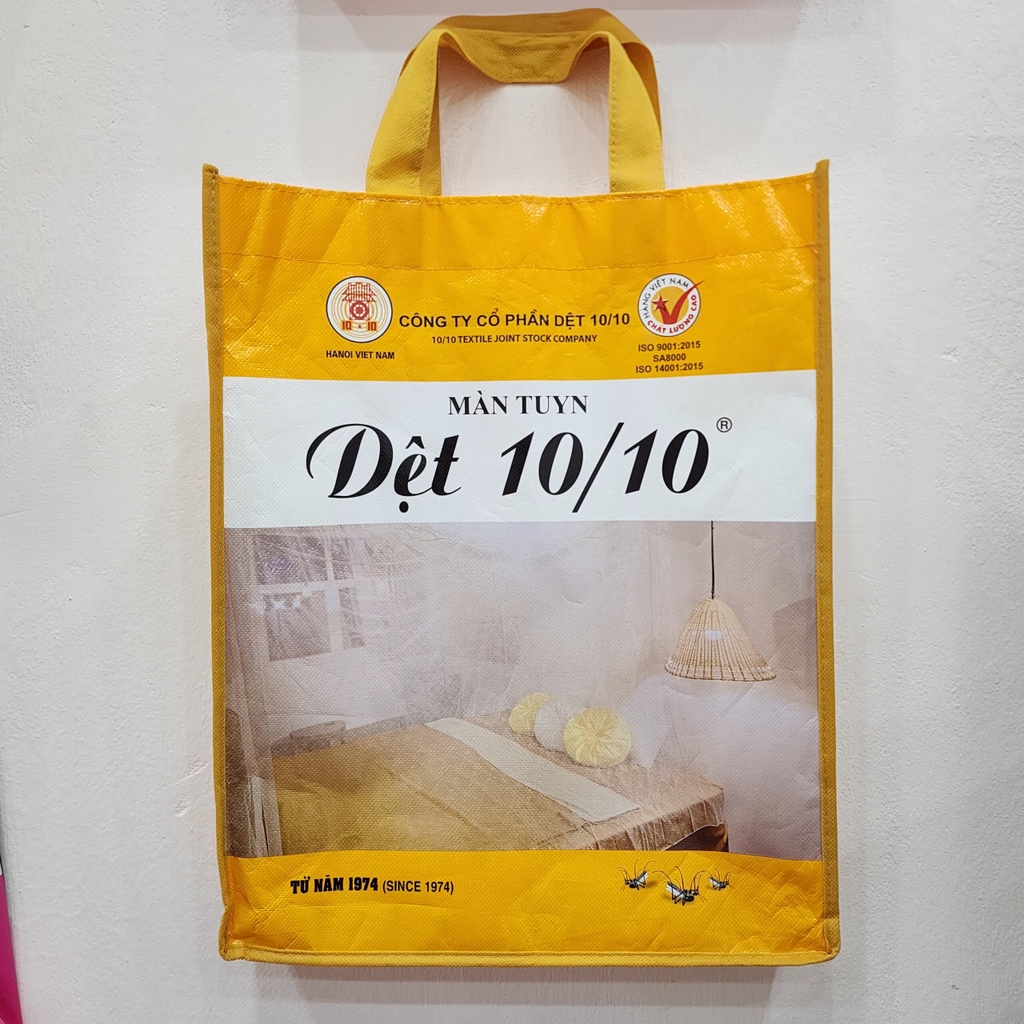 10 10
HANOI VIET NAM
CÔNG TY CỔ PHẦN DỆT 10/10
10/10 TEXTILE JOINT STOCK COMPANY
HÀNG VIỆT NAM
CHẤT LƯỢNG CAO
ISO 9001:2015
SA8000
ISO 14001:2015
MÀN TUYN
Dệt 10/10®
TỪ NĂM 1974 (SINCE 1974)